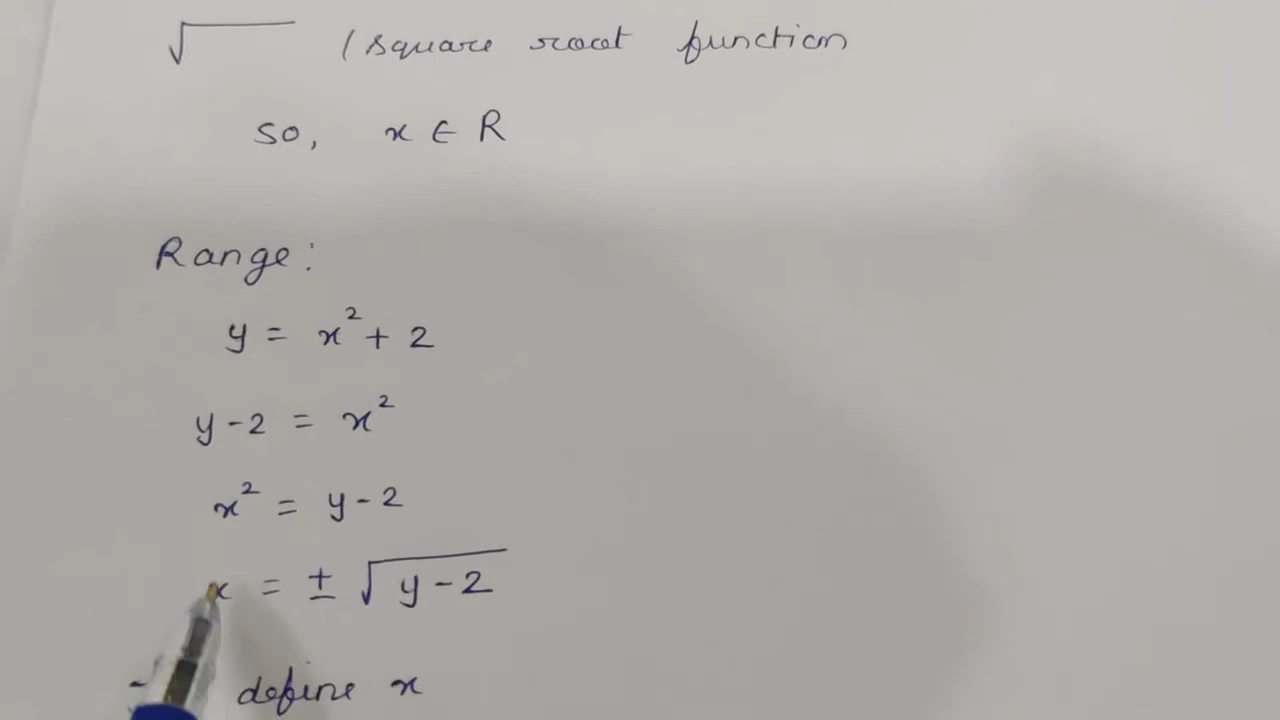 √ (square root function
so, x ∈ R
Range:
y = x² + 2
y - 2 = x²
x² = y - 2
x = ± √(y - 2)
define x